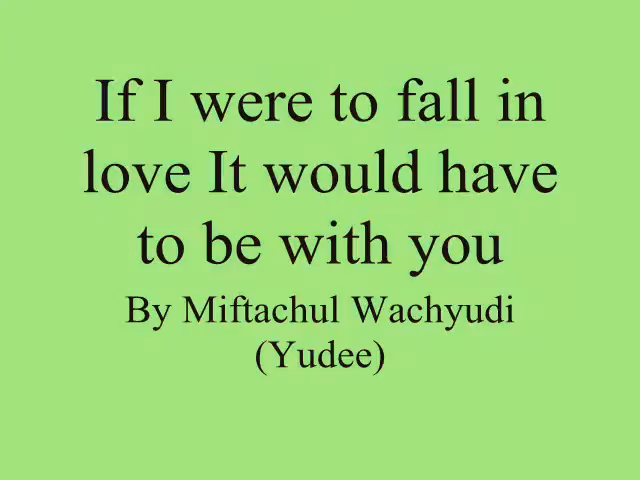 If I were to fall in
love It would have
to be with you
By Miftachul Wachyudi
(Yudee)